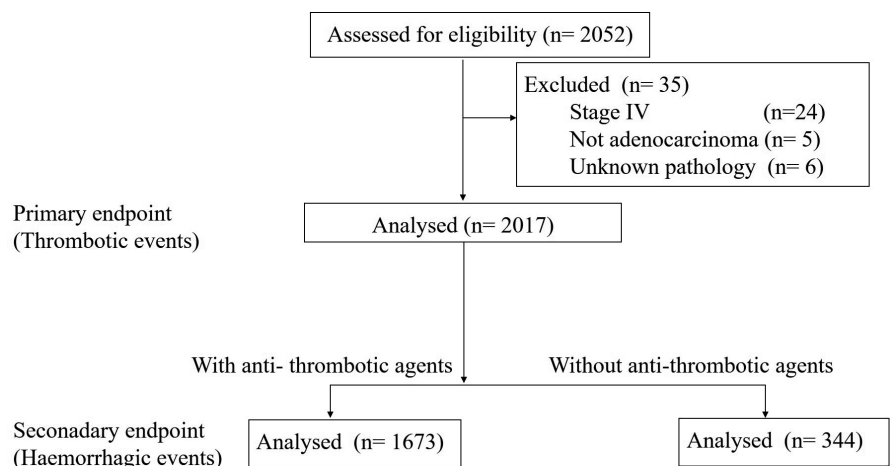 Assessed for eligibility (n= 2052)
Excluded (n= 35)
Stage IV (n=24)
Not adenocarcinoma (n= 5)
Unknown pathology (n= 6)
Primary endpoint
(Thrombotic events)
Analysed (n= 2017)
With anti- thrombotic agents
Without anti-thrombotic agents
Seconadary endpoint
(Haemorrhagic events)
Analysed (n= 1673)
Analysed (n= 344)